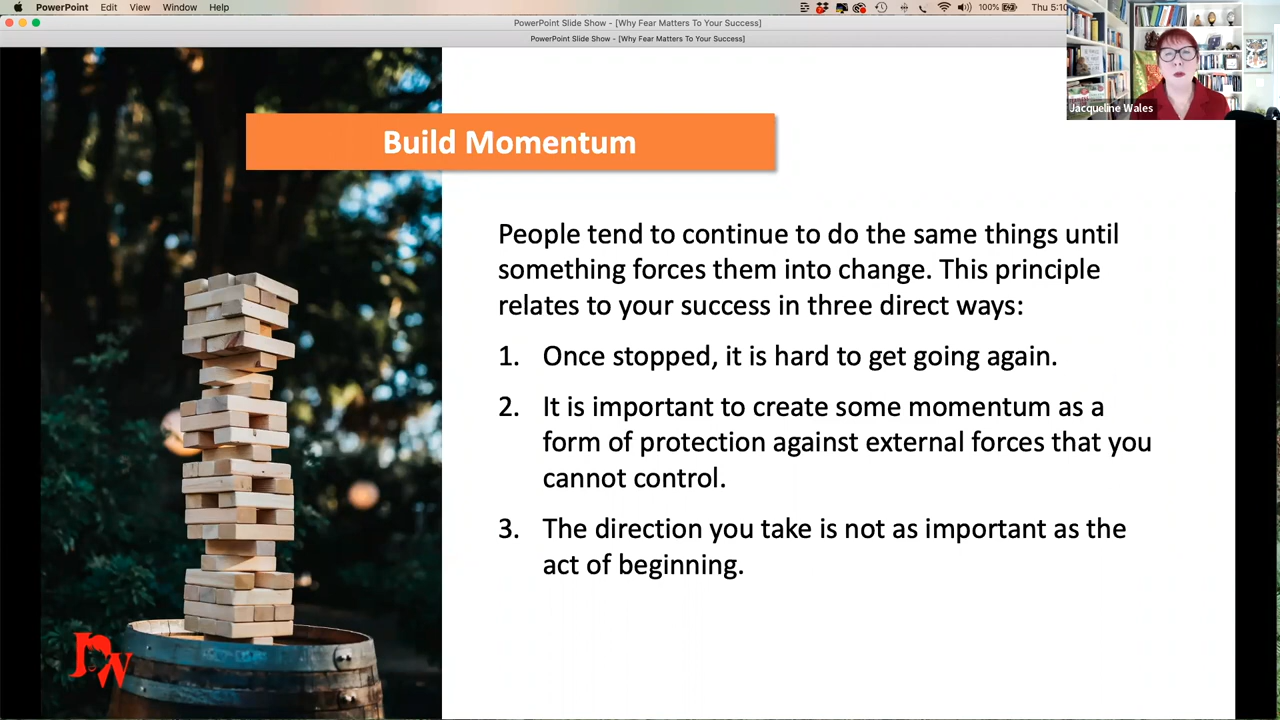 PowerPoint Edit View Window Help 100% Thu 5:10
PowerPoint Slide Show - [Why Fear Matters To Your Success]
PowerPoint Slide Show - [Why Fear Matters To Your Success]
Jacqueline Wales
Build Momentum
People tend to continue to do the same things until
something forces them into change. This principle
relates to your success in three direct ways:
1. Once stopped, it is hard to get going again.
2. It is important to create some momentum as a
form of protection against external forces that you
cannot control.
3. The direction you take is not as important as the
act of beginning.
JW